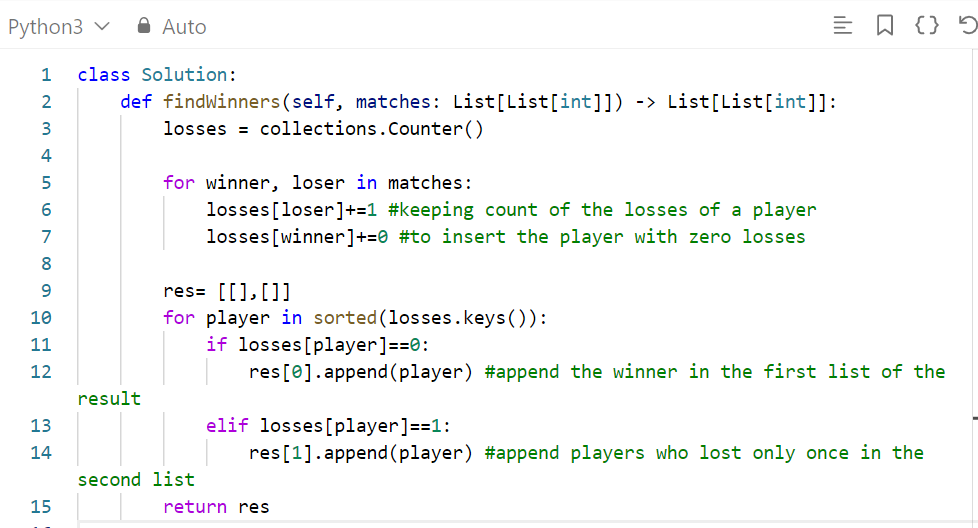 Python3 Auto {}
1 class Solution:
2 def findWinners(self, matches: List[List[int]]) -> List[List[int]]:
3 losses = collections.Counter()
4
5 for winner, loser in matches:
6 losses[loser]+=1 #keeping count of the losses of a player
7 losses[winner]+=0 #to insert the player with zero losses
8
9 res= [[],[]]
10 for player in sorted(losses.keys()):
11 if losses[player]==0:
12 res[0].append(player) #append the winner in the first list of the
result
13 elif losses[player]==1:
14 res[1].append(player) #append players who lost only once in the
second list
15 return res